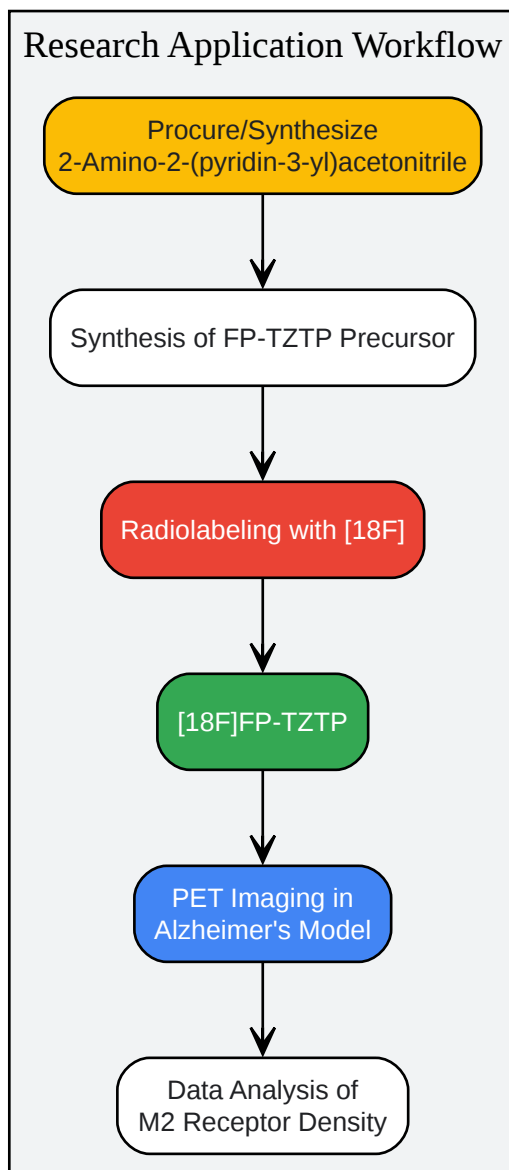 Research Application Workflow
Procure/Synthesize
2-Amino-2-(pyridin-3-yl)acetonitrile
Synthesis of FP-TZTP Precursor
Radiolabeling with [18F]
[18F]FP-TZTP
PET Imaging in
Alzheimer's Model
Data Analysis of
M2 Receptor Density